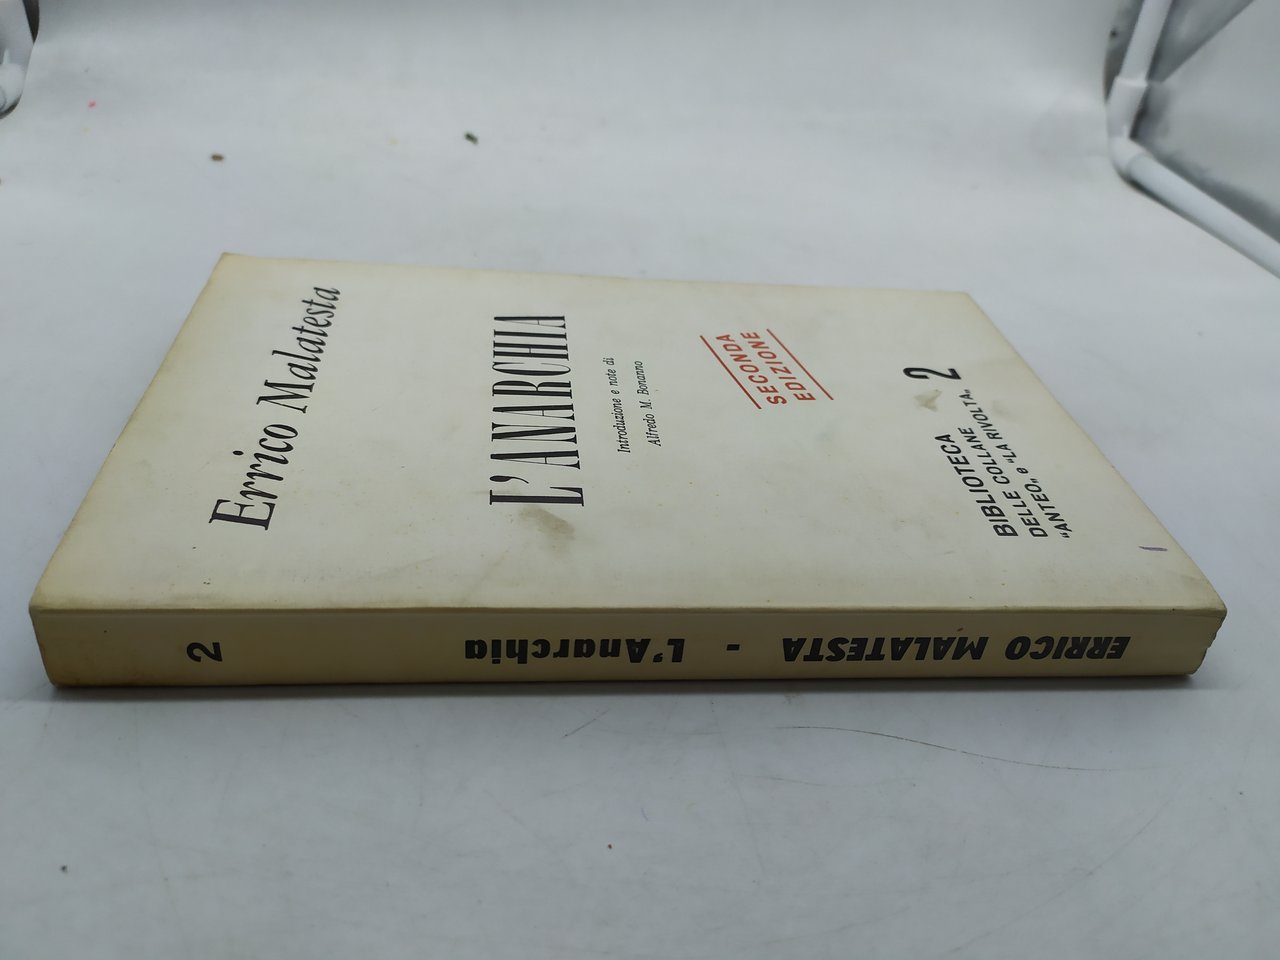 Errico Malatesta
L'ANARCHIA
Introduzione e note di
Alfredo M. Bonanno
SECONDA
EDIZIONE
BIBLIOTECA
DELLE COLLANE
“ANTEO„ e “LA RIVOLTA„
2
ERRICO MALATESTA - L'Anarchia
2